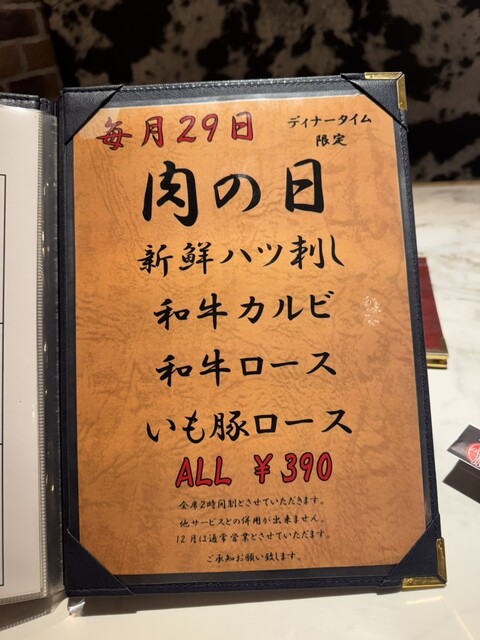 毎月29日
ディナータイム
限定
肉の日
新鮮ハツ刺し
和牛カルビ
和牛ロース
いも豚ロース
ALL ¥390
全席2時間制とさせていただきます。
他サービスとの併用が出来ません。
12月は通常営業とさせていただます。
ご承知お願い致します。